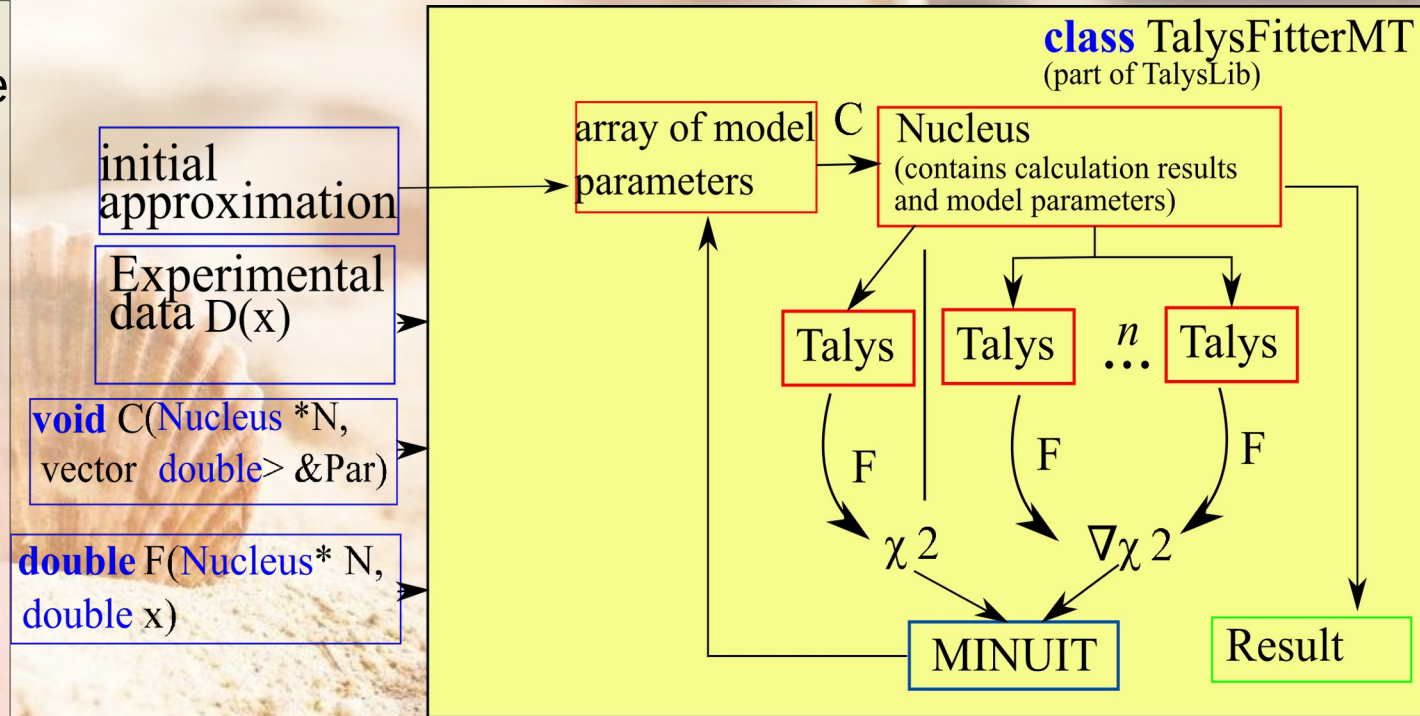 e
class TalysFitterMT
(part of TalysLib)
initial
approximation
Experimental
data D(x)
void C(Nucleus *N,
vector double> &Par)
double F(Nucleus* N,
double x)
array of model
parameters
C
Nucleus
(contains calculation results
and model parameters)
Talys
Talys
n
...
Talys
F
F
F
χ 2
∇χ 2
MINUIT
Result